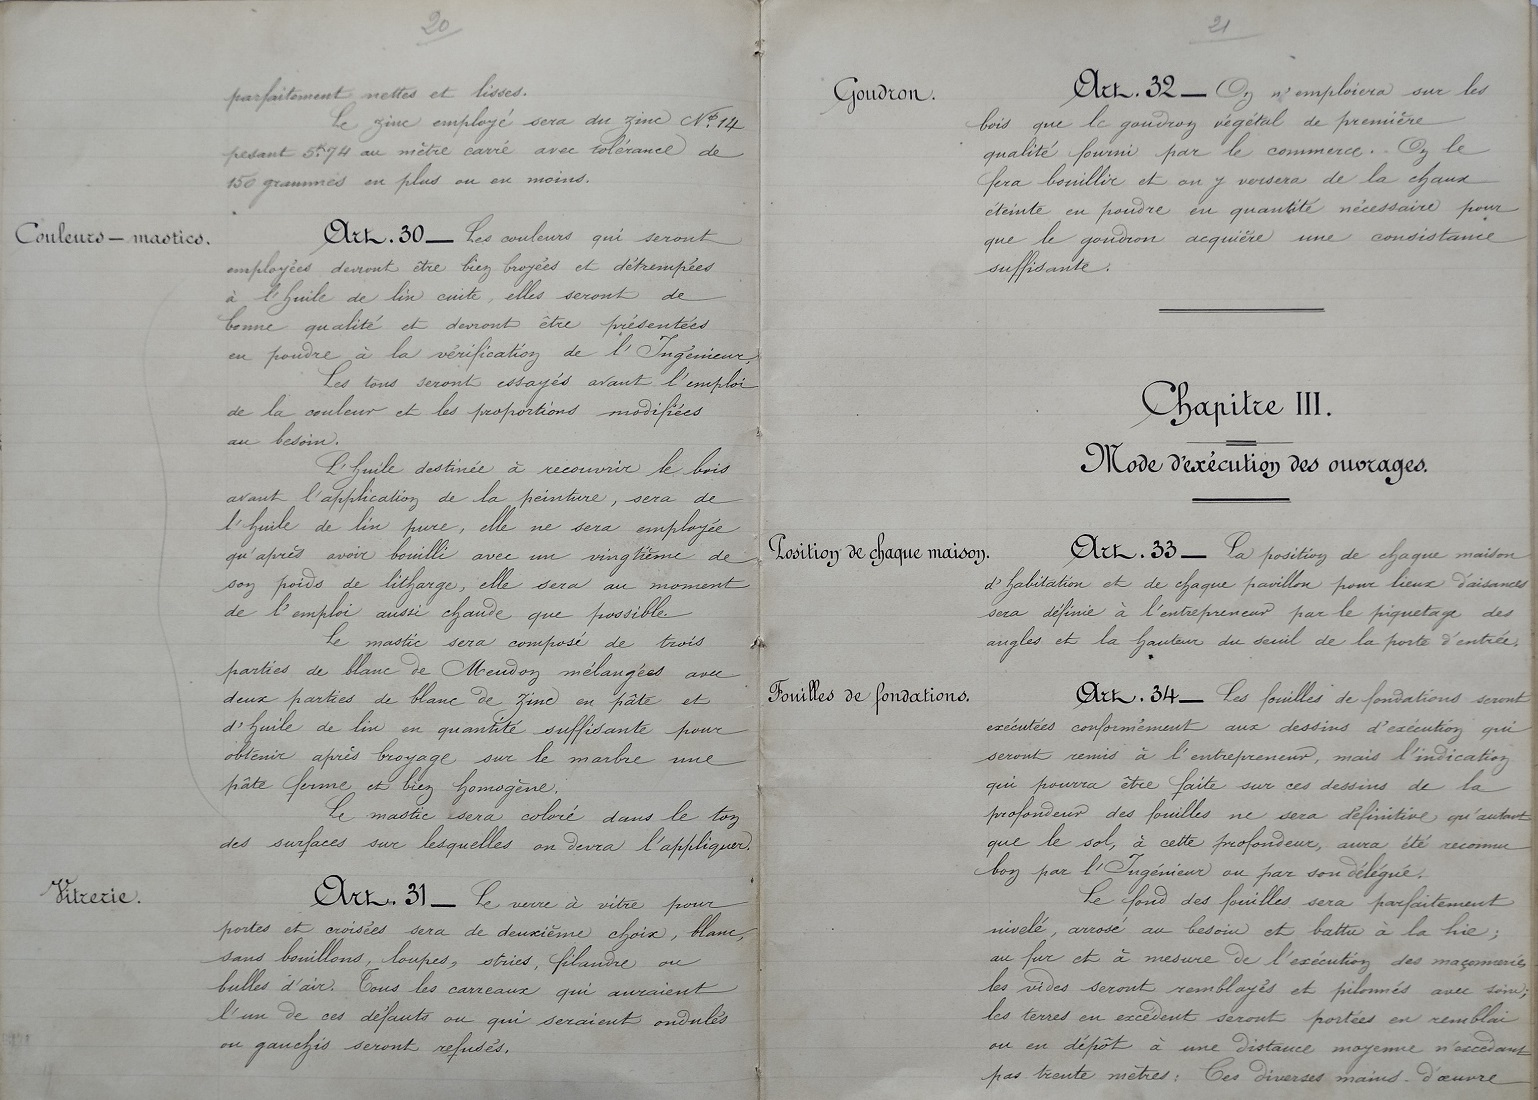 20
parfaitement nettes et lisses.
Le zinc employé sera du zinc N° 14
pesant 5k74 au mètre carré avec tolérance de
150 grammes en plus ou en moins.
Couleurs — mastics.
Art. 30 — Les couleurs qui seront
employées devront être bien broyées et détrempées
à l'huile de lin cuite, elles seront de
bonne qualité et devront être présentées
en poudre à la vérification de l'Ingénieur,
Les tons seront essayés avant l'emploi
de la couleur et les proportions modifiées
au besoin.
L'huile destinée à recouvrir le bois
avant l'application de la peinture, sera de
l'huile de lin pure, elle ne sera employée
qu'après avoir bouilli avec un vingtième de
son poids de litharge, elle sera au moment
de l'emploi aussi chaude que possible
Le mastic sera composé de trois
parties de blanc de Meudon mélangées avec
deux parties de blanc de zinc en pâte et
d'huile de lin en quantité suffisante pour
obtenir après broyage sur le marbre une
pâte ferme et bien homogène.
Le mastic sera coloré dans le ton
des surfaces sur lesquelles on devra l'appliquer.
Vitrerie.
Art. 31 — Le verre à vitre pour
portes et croisées sera de deuxième choix, blanc,
sans bouillons, loupes, stries, filandre ou
bulles d'air. Tous les carreaux qui auraient
l'un de ces défauts ou qui seraient ondulés
ou gauchis seront refusés.
21
Goudron.
Art. 32 — On n'emploiera sur les
bois que le goudron végétal de première
qualité fourni par le commerce. On le
fera bouillir et on y versera de la chaux
éteinte en poudre en quantité nécessaire pour
que le goudron acquière une consistance
suffisante.
Chapitre III.
Mode d'exécution des ouvrages.
Position de chaque maison.
Art. 33 — La position de chaque maison
d'habitation et de chaque pavillon pour lieux d'aisances
sera définie à l'entrepreneur par le piquetage des
angles et la hauteur du seuil de la porte d'entrée.
Fouilles de fondations.
Art. 34 — Les fouilles de fondations seront
exécutées conformément aux dessins d'exécution qui
seront remis à l'entrepreneur, mais l'indication
qui pourra être faite sur ces dessins de la
profondeur des fouilles ne sera définitive qu'autant
que le sol, à cette profondeur, aura été reconnu
bon par l'Ingénieur ou par son délégué.
Le fond des fouilles sera parfaitement
nivelé, arrosé au besoin et battu à la hie;
au fur et à mesure de l'exécution des maçonneries
les vides seront remblayés et pilonnés avec soin;
les terres en excédent seront portées en remblai
ou en dépôt à une distance moyenne n'excédant
pas trente mètres: Ces diverses mains-d'œuvre